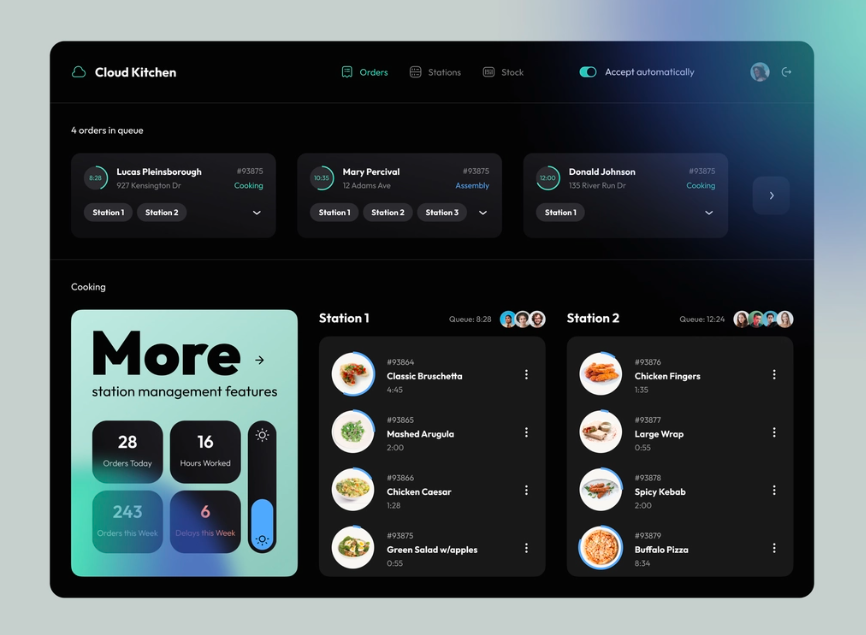 Cloud Kitchen
Orders
Stations
Stock
Accept automatically
4 orders in queue
8:28
Lucas Pleinsborough
#93875
927 Kensington Dr
Cooking
Station 1
Station 2
10:35
Mary Percival
#93875
12 Adams Ave
Assembly
Station 1
Station 2
Station 3
12:00
Donald Johnson
#93875
135 River Run Dr
Cooking
Station 1
Cooking
More
station management features
28
Orders Today
16
Hours Worked
243
Orders this Week
6
Delays this Week
Station 1
Queue: 8:28
#93864
Classic Bruschetta
4:45
#93865
Mashed Arugula
2:00
#93866
Chicken Caesar
1:28
#93875
Green Salad w/apples
0:55
Station 2
Queue: 12:24
#93876
Chicken Fingers
1:35
#93877
Large Wrap
0:55
#93878
Spicy Kebab
2:00
#93879
Buffalo Pizza
8:34